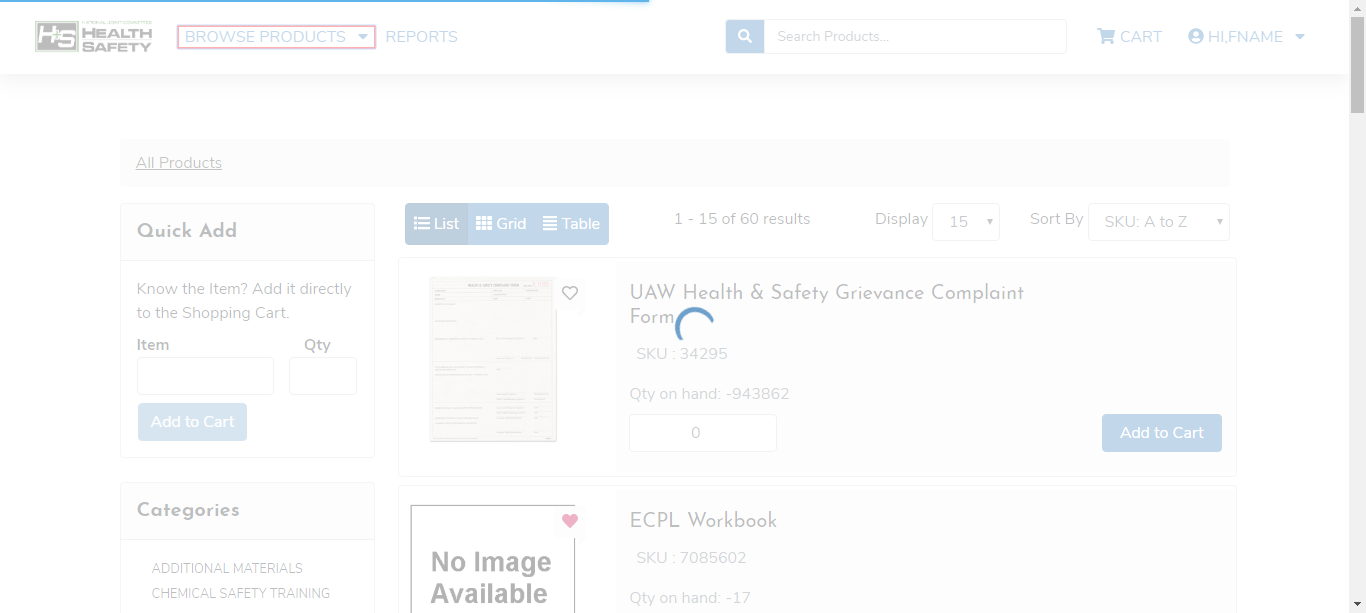 NATIONAL JOINT COMMITTEE
H+S HEALTH
SAFETY
BROWSE PRODUCTS
REPORTS
Search Products...
CART
HI,FNAME
All Products
Quick Add
Know the Item? Add it directly
to the Shopping Cart.
Item
Qty
Add to Cart
Categories
ADDITIONAL MATERIALS
CHEMICAL SAFETY TRAINING
List
Grid
Table
1 - 15 of 60 results
Display
15
Sort By
SKU: A to Z
UAW Health & Safety Grievance Complaint
Form
SKU : 34295
Qty on hand: -943862
0
Add to Cart
No Image
Available
ECPL Workbook
SKU : 7085602
Qty on hand: -17